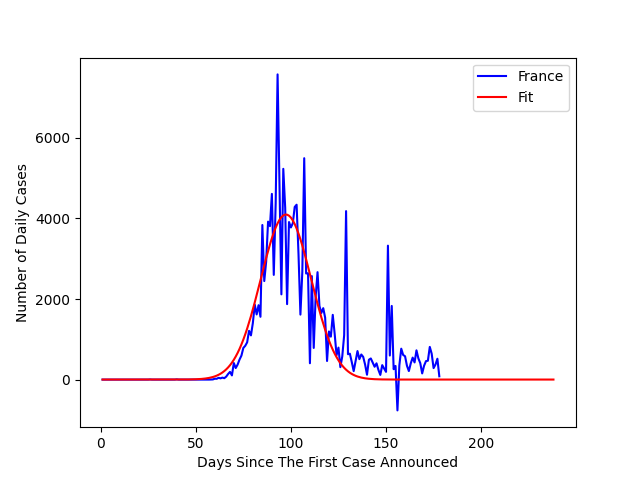 France
Fit
6000
4000
2000
0
Number of Daily Cases
0 50 100 150 200
Days Since The First Case Announced